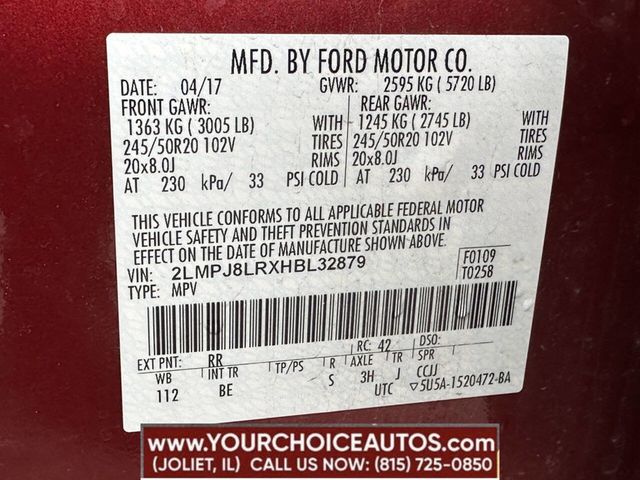 MFD. BY FORD MOTOR CO.
DATE: 04/17 GVWR: 2595 KG ( 5720 LB)
FRONT GAWR: REAR GAWR:
1363 KG ( 3005 LB) WITH 1245 KG ( 2745 LB) WITH
245/50R20 102V TIRES 245/50R20 102V TIRES
20x8.0J RIMS 20x8.0J RIMS
AT 230 kPa/ 33 PSI COLD AT 230 kPa/ 33 PSI COLD
THIS VEHICLE CONFORMS TO ALL APPLICABLE FEDERAL MOTOR
VEHICLE SAFETY AND THEFT PREVENTION STANDARDS IN
EFFECT ON THE DATE OF MANUFACTURE SHOWN ABOVE.
VIN: 2LMPJ8LRXHBL32879 F0109
TYPE: MPV T0258
EXT PNT: RR RC: 42 DSO:
WB INT TR TP/PS R AXLE TR SPR
112 BE S 3H J CCJJ
UTC ▽5U5A-1520472-BA
WWW.YOURCHOICEAUTOS.COM
(JOLIET, IL) CALL US NOW: (815) 725-0850